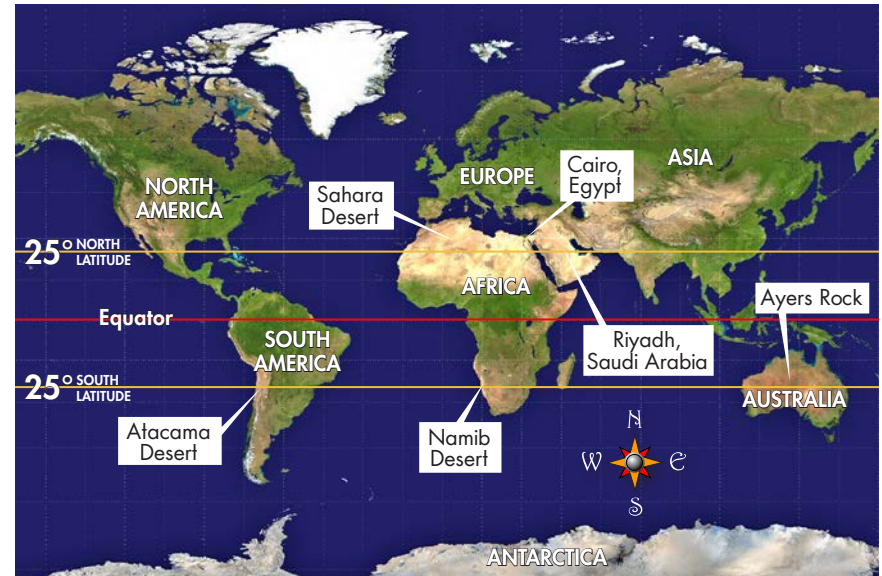 ASIA
Cairo,
Egypt
EUROPE
NORTH
AMERICA
Sahara
Desert
25° NORTH
LATITUDE
AFRICA
Ayers Rock
Equator
SOUTH
AMERICA
Riyadh,
Saudi Arabia
25° SOUTH
LATITUDE
AUSTRALIA
Atacama
Desert
Namib
Desert
N
W E
S
ANTARCTICA